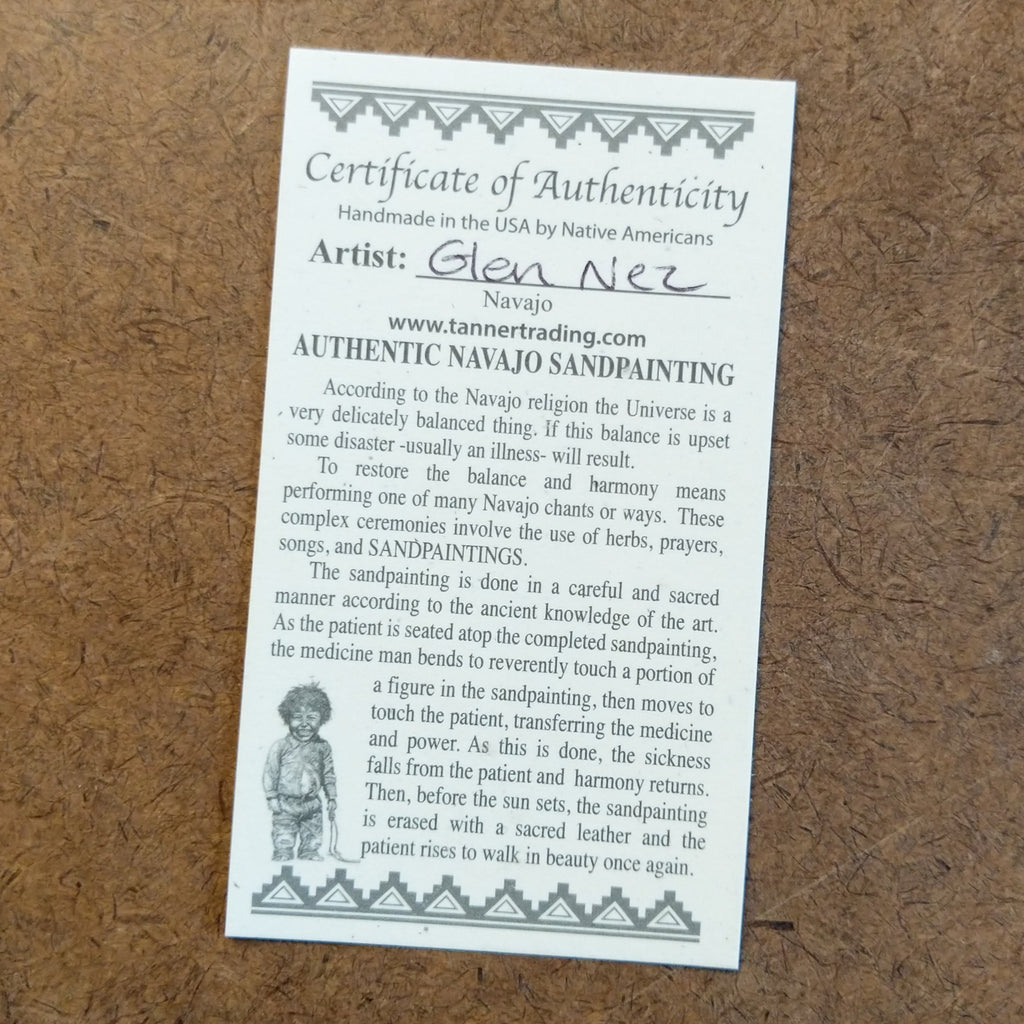 Certificate of Authenticity
Handmade in the USA by Native Americans
Artist: Glen Nez
Navajo
www.tannertrading.com
AUTHENTIC NAVAJO SANDPAINTING
According to the Navajo religion the Universe is a
very delicately balanced thing. If this balance is upset
some disaster -usually an illness- will result.
To restore the balance and harmony means
performing one of many Navajo chants or ways. These
complex ceremonies involve the use of herbs, prayers,
songs, and SANDPAINTINGS.
The sandpainting is done in a careful and sacred
manner according to the ancient knowledge of the art.
As the patient is seated atop the completed sandpainting,
the medicine man bends to reverently touch a portion of
a figure in the sandpainting, then moves to
touch the patient, transferring the medicine
and power. As this is done, the sickness
falls from the patient and harmony returns.
Then, before the sun sets, the sandpainting
is erased with a sacred leather and the
patient rises to walk in beauty once again.